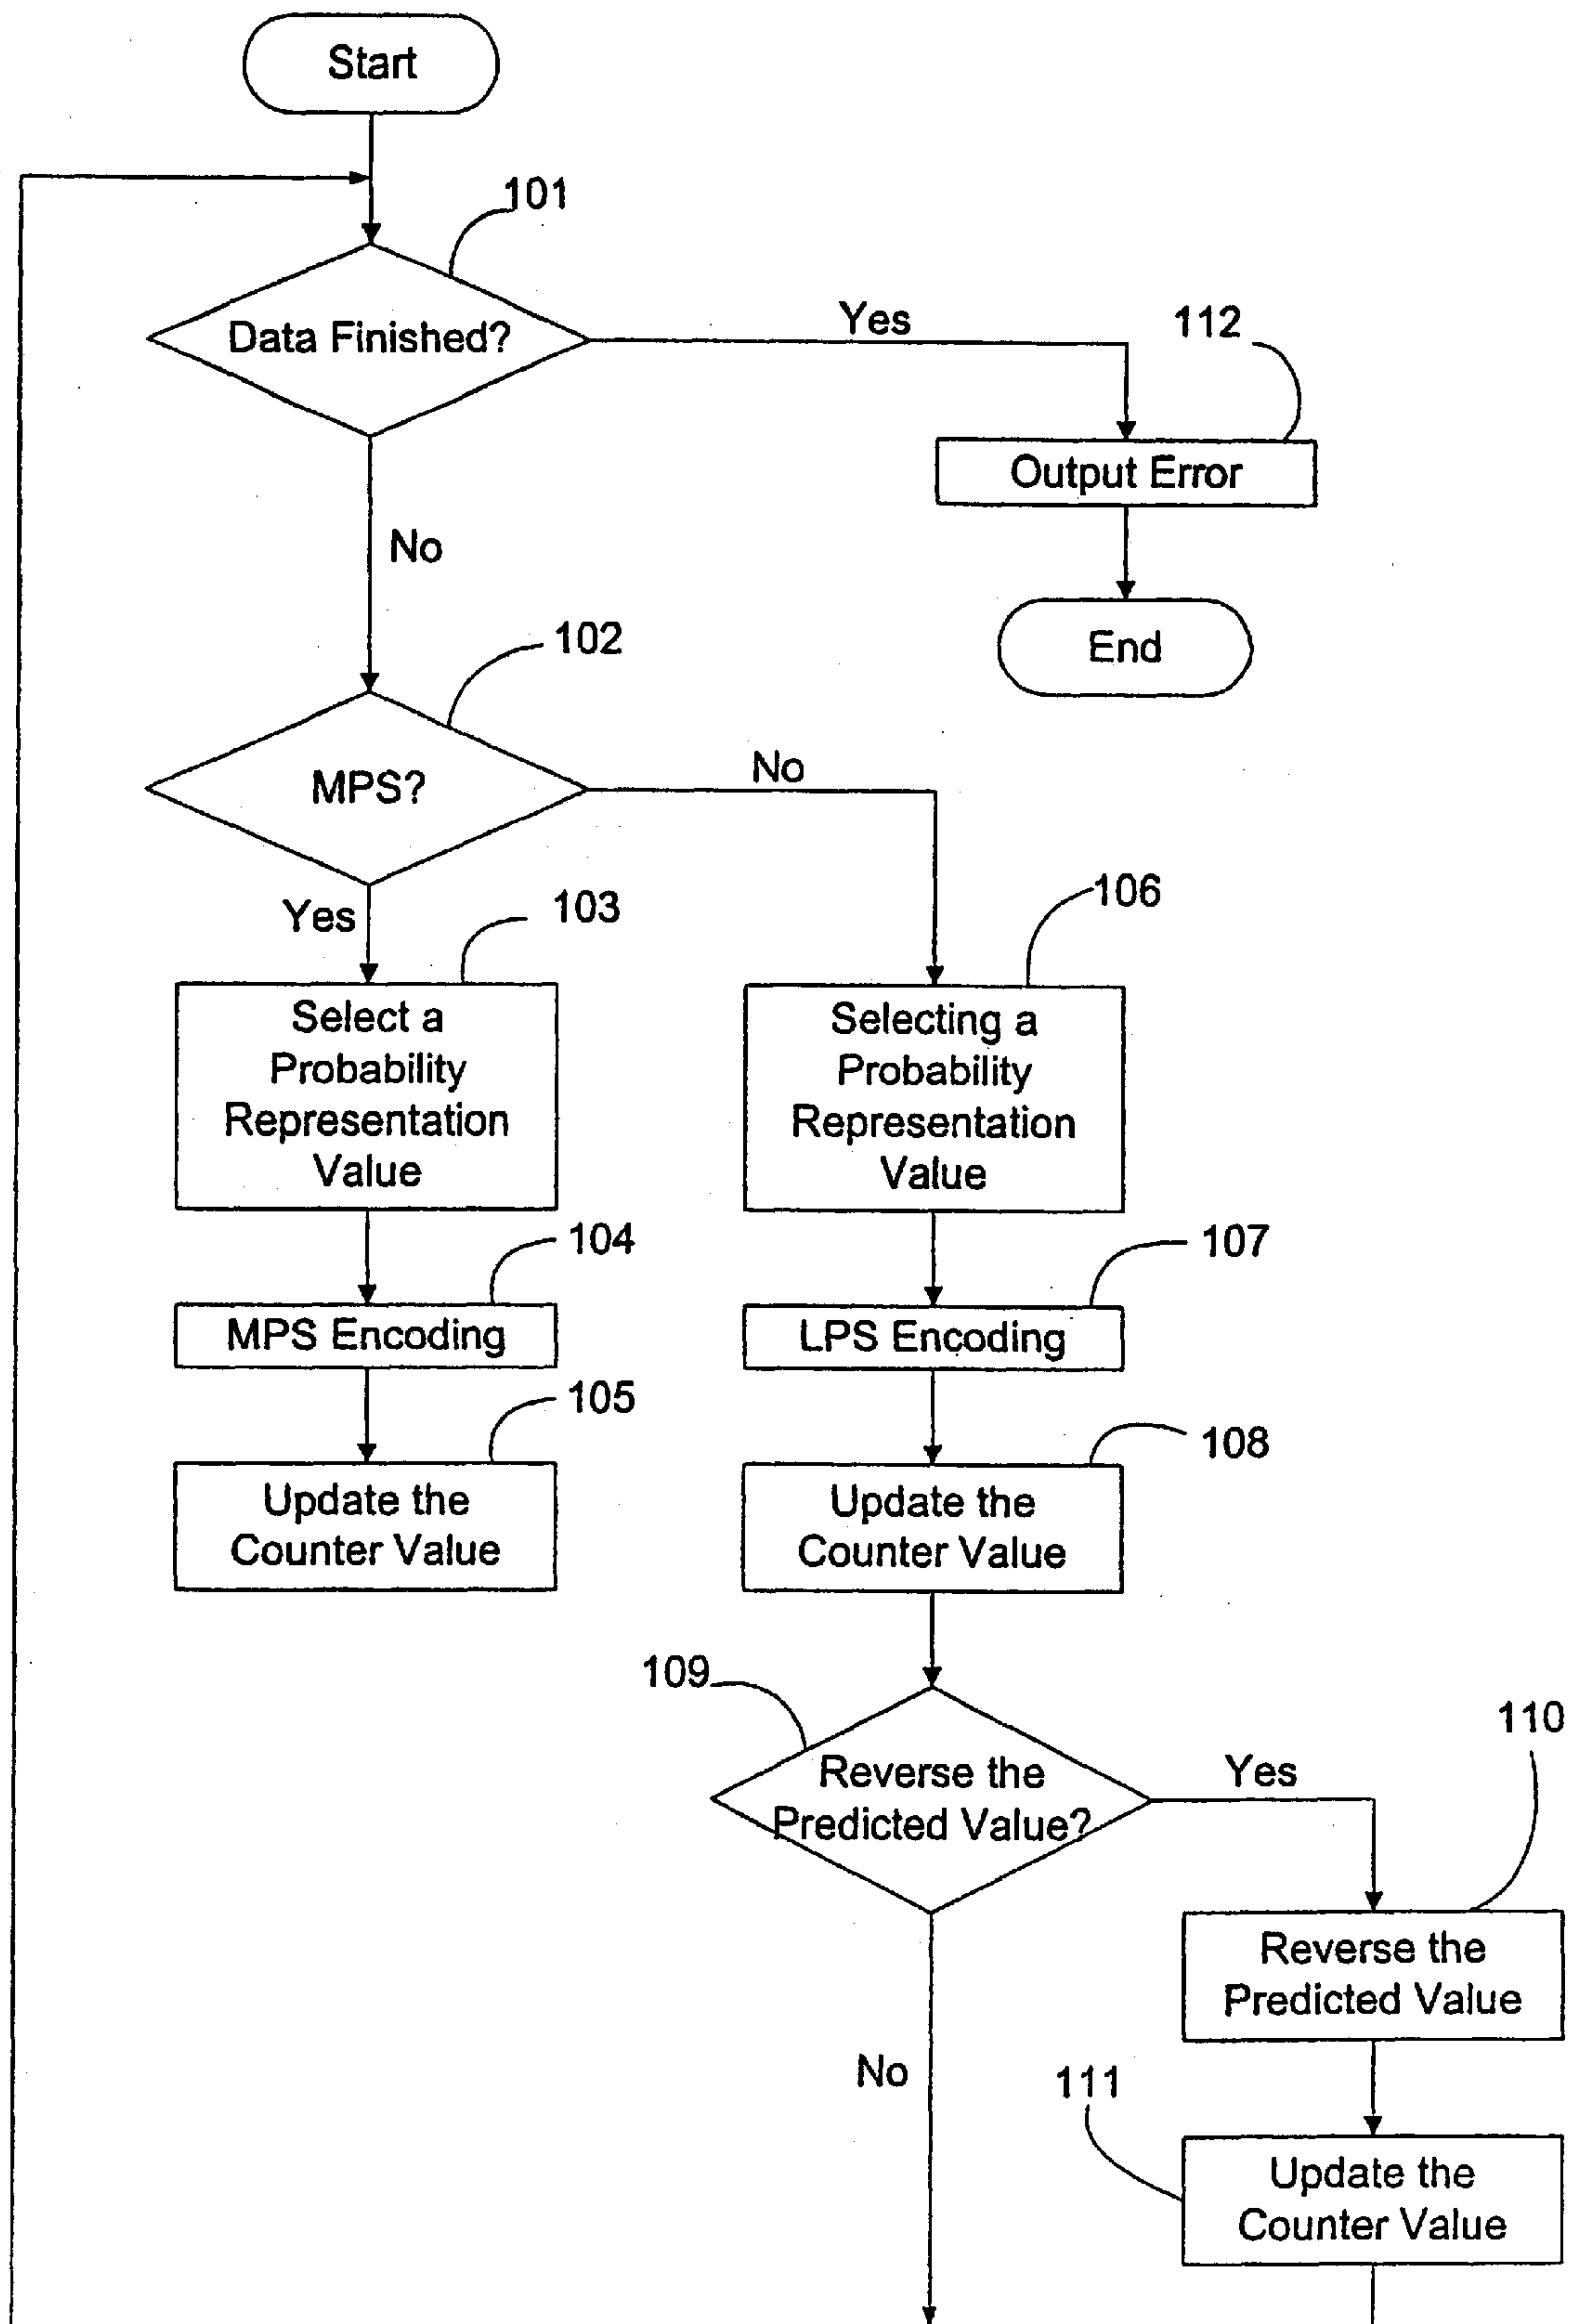 Start
101
Data Finished?
Yes
112
Output Error
No
End
102
MPS?
No
Yes
103
106
Select a
Probability
Representation
Value
Selecting a
Probability
Representation
Value
104
107
MPS Encoding
LPS Encoding
105
108
Update the
Counter Value
Update the
Counter Value
109
110
Reverse the
Predicted Value?
Yes
Reverse the
Predicted Value
No
111
Update the
Counter Value